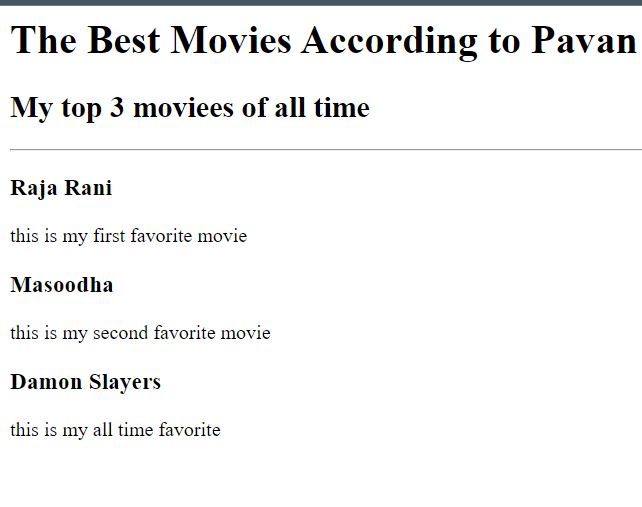 The Best Movies According to Pavan
My top 3 moviees of all time
Raja Rani
this is my first favorite movie
Masoodha
this is my second favorite movie
Damon Slayers
this is my all time favorite